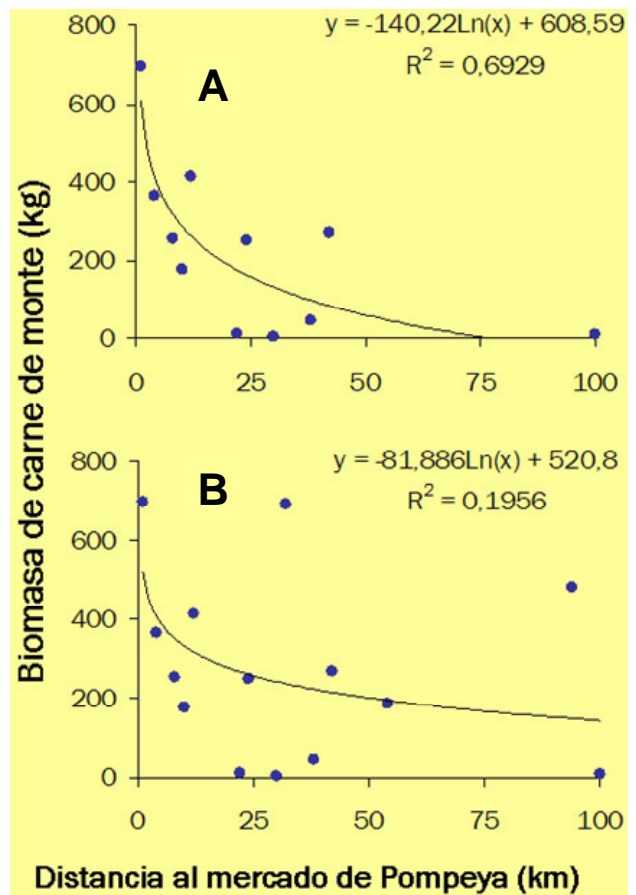 Biomasa de carne de monte (kg)
y = -140,22Ln(x) + 608,59
R² = 0,6929
A
800
600
400
200
0
0 25 50 75 100
y = -81,886Ln(x) + 520,8
R² = 0,1956
B
800
600
400
200
0
0 25 50 75 100
Distancia al mercado de Pompeya (km)